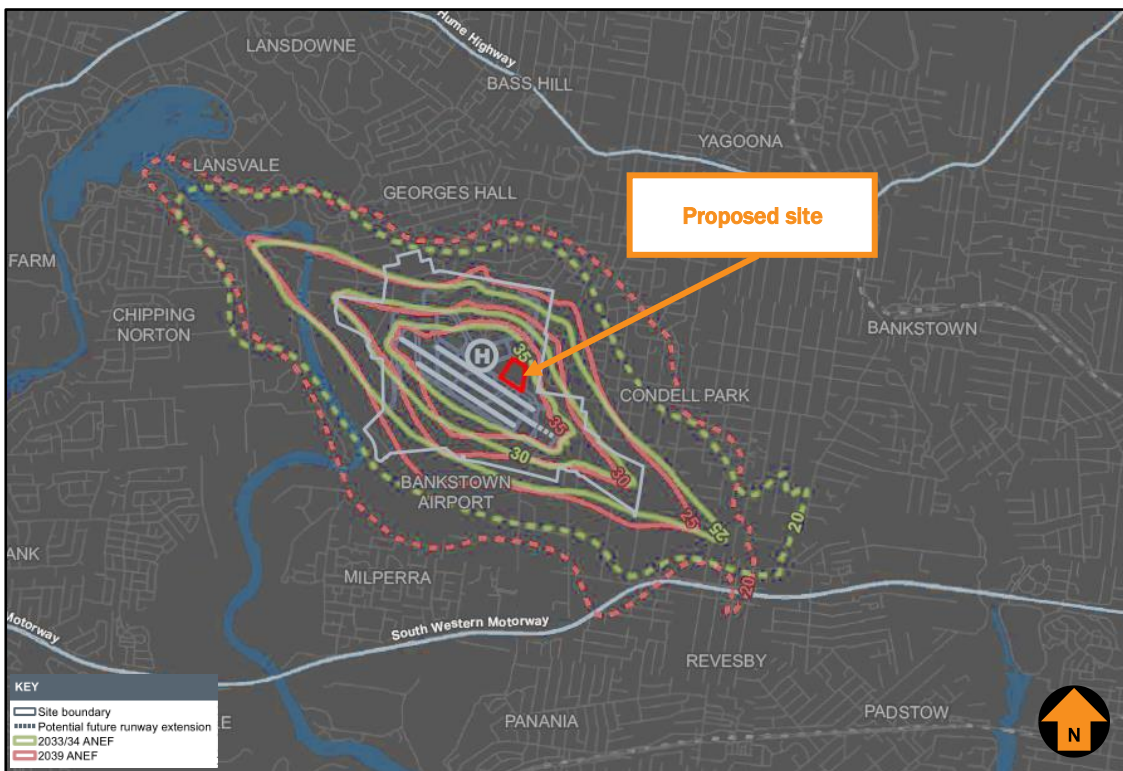 Hume Highway
LANSDOWNE
BASS HILL
YAGOONA
LANSVALE
GEORGES HALL
Proposed site
FARM
CHIPPING
NORTON
BANKSTOWN
H
35
CONDELL PARK
35
30
30
BANKSTOWN
AIRPORT
25
25
20
ANK
MILPERRA
20
Motorway
South Western Motorway
REVESBY
KEY
Site boundary
Potential future runway extension
2033/34 ANEF
2039 ANEF
LE
PANANIA
PADSTOW
N